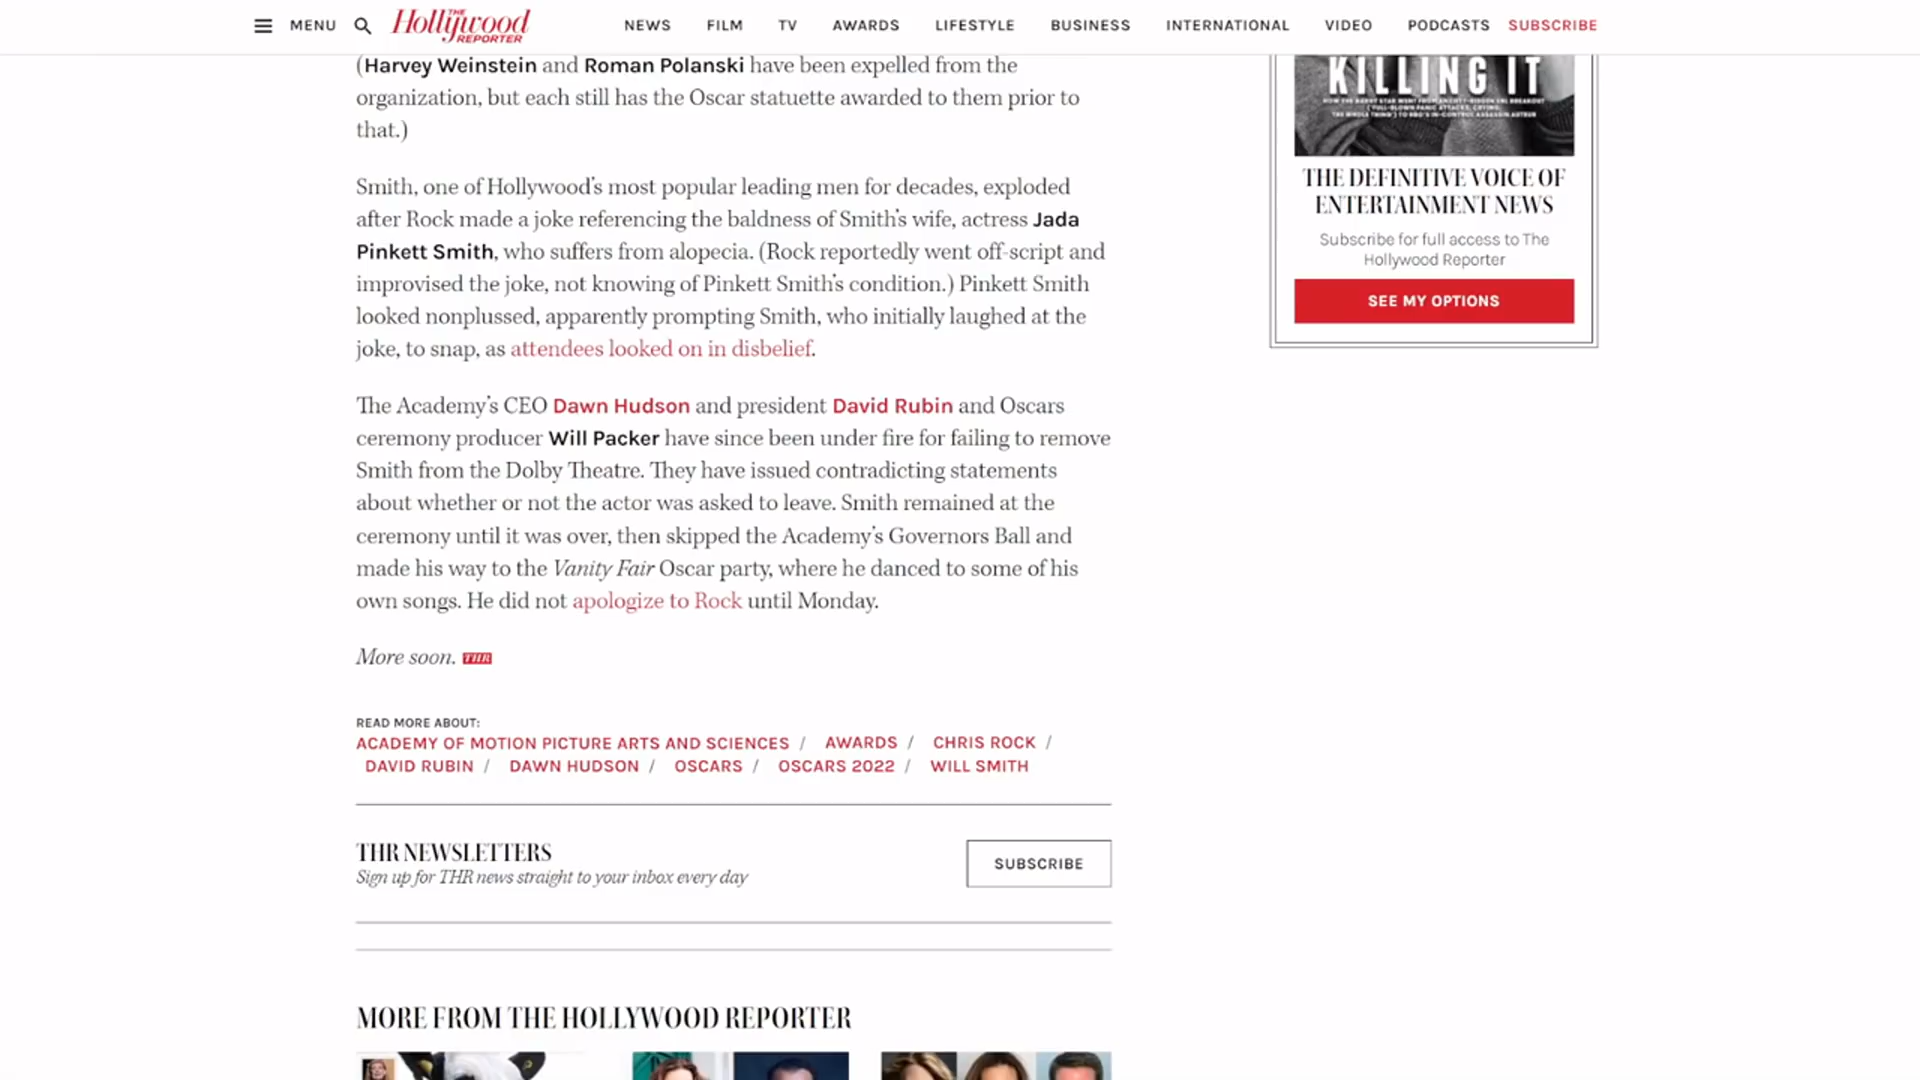 MENU
THE
Hollywood
REPORTER
NEWS FILM TV AWARDS LIFESTYLE BUSINESS INTERNATIONAL VIDEO PODCASTS SUBSCRIBE
(Harvey Weinstein and Roman Polanski have been expelled from the
organization, but each still has the Oscar statuette awarded to them prior to
that.)
Smith, one of Hollywood's most popular leading men for decades, exploded
after Rock made a joke referencing the baldness of Smith's wife, actress Jada
Pinkett Smith, who suffers from alopecia. (Rock reportedly went off-script and
improvised the joke, not knowing of Pinkett Smith's condition.) Pinkett Smith
looked nonplussed, apparently prompting Smith, who initially laughed at the
joke, to snap, as attendees looked on in disbelief.
The Academy's CEO Dawn Hudson and president David Rubin and Oscars
ceremony producer Will Packer have since been under fire for failing to remove
Smith from the Dolby Theatre. They have issued contradicting statements
about whether or not the actor was asked to leave. Smith remained at the
ceremony until it was over, then skipped the Academy's Governors Ball and
made his way to the Vanity Fair Oscar party, where he danced to some of his
own songs. He did not apologize to Rock until Monday.
More soon. THR
READ MORE ABOUT:
ACADEMY OF MOTION PICTURE ARTS AND SCIENCES / AWARDS / CHRIS ROCK /
DAVID RUBIN / DAWN HUDSON / OSCARS / OSCARS 2022 / WILL SMITH
THR NEWSLETTERS
Sign up for THR news straight to your inbox every day
SUBSCRIBE
MORE FROM THE HOLLYWOOD REPORTER
KILLING IT
THE DEFINITIVE VOICE OF
ENTERTAINMENT NEWS
Subscribe for full access to The
Hollywood Reporter
SEE MY OPTIONS